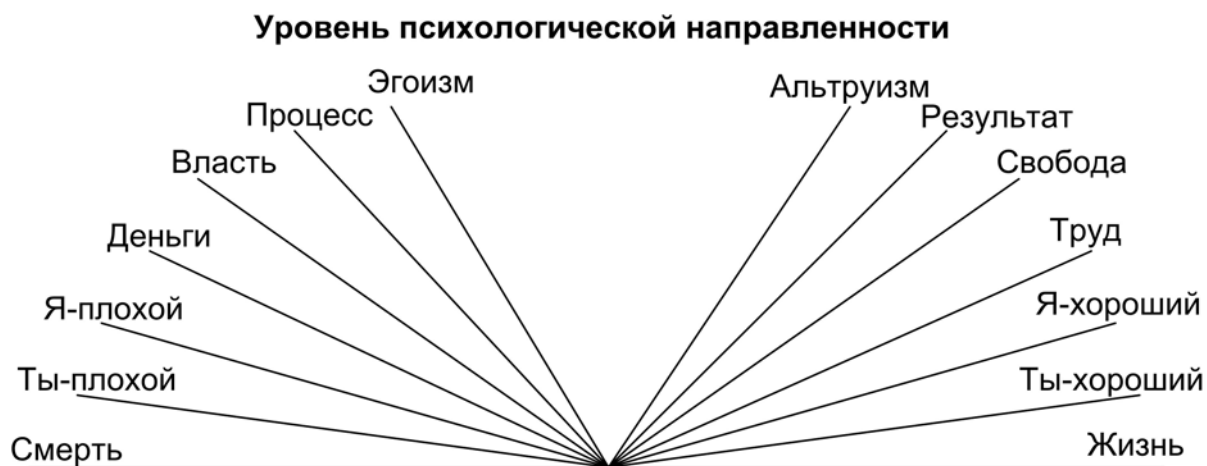 Уровень психологической направленности
Эгоизм
Альтруизм
Процесс
Результат
Власть
Свобода
Деньги
Труд
Я-плохой
Я-хороший
Ты-плохой
Ты-хороший
Смерть
Жизнь